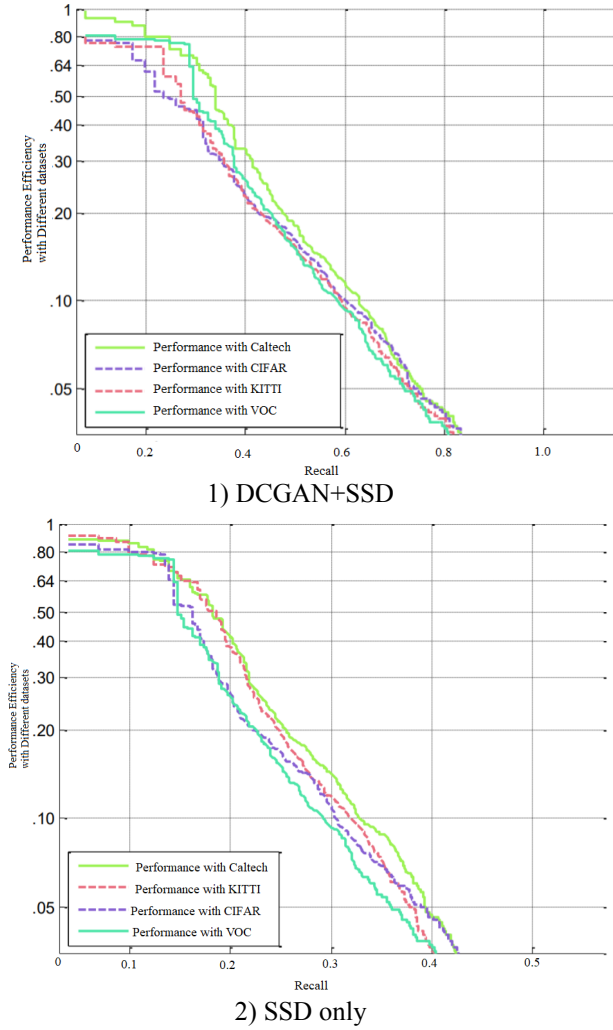 1
.80
.64
.50
.40
.30
.20
.10
.05
Performance Efficiency
with Different datasets
Performance with Caltech
Performance with CIFAR
Performance with KITTI
Performance with VOC
0 0.2 0.4 0.6 0.8 1.0
Recall
1) DCGAN+SSD
1
.80
.64
.50
.40
.30
.20
.10
.05
Performance Efficiency
with Different datasets
Performance with Caltech
Performance with KITTI
Performance with CIFAR
Performance with VOC
0 0.1 0.2 0.3 0.4 0.5
Recall
2) SSD only